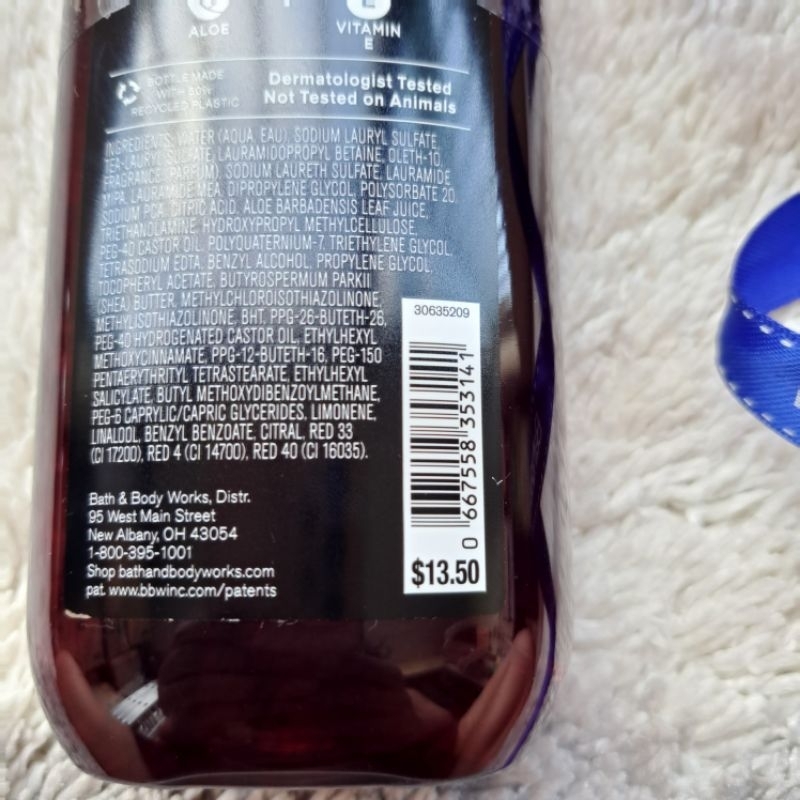 ALOE
VITAMIN
E
BOTTLE MADE
WITH 50%
RECYCLED PLASTIC
Dermatologist Tested
Not Tested on Animals
INGREDIENTS: WATER (AQUA, EAU), SODIUM LAURYL SULFATE,
TEA-LAURYL SULFATE, LAURAMIDOPROPYL BETAINE, OLETH-10,
FRAGRANCE (PARFUM), SODIUM LAURETH SULFATE, LAURAMIDE
MIPA, LAURAMIDE MEA, DIPROPYLENE GLYCOL, POLYSORBATE 20,
SODIUM PCA, CITRIC ACID, ALOE BARBADENSIS LEAF JUICE,
TRIETHANOLAMINE, HYDROXYPROPYL METHYLCELLULOSE,
PEG-40 CASTOR OIL, POLYQUATERNIUM-7, TRIETHYLENE GLYCOL,
TETRASODIUM EDTA, BENZYL ALCOHOL, PROPYLENE GLYCOL,
TOCOPHERYL ACETATE, BUTYROSPERMUM PARKII
(SHEA) BUTTER, METHYLCHLOROISOTHIAZOLINONE,
METHYLISOTHIAZOLINONE, BHT, PPG-26-BUTETH-26,
PEG-40 HYDROGENATED CASTOR OIL, ETHYLHEXYL
METHOXYCINNAMATE, PPG-12-BUTETH-16, PEG-150
PENTAERYTHRITYL TETRASTEARATE, ETHYLHEXYL
SALICYLATE, BUTYL METHOXYDIBENZOYLMETHANE,
PEG-6 CAPRYLIC/CAPRIC GLYCERIDES, LIMONENE,
LINALOOL, BENZYL BENZOATE, CITRAL, RED 33
(CI 17200), RED 4 (CI 14700), RED 40 (CI 16035).
30635209
0 667558 353141
$13.50
Bath & Body Works, Distr.
95 West Main Street
New Albany, OH 43054
1-800-395-1001
Shop bathandbodyworks.com
pat. www.bbwinc.com/patents